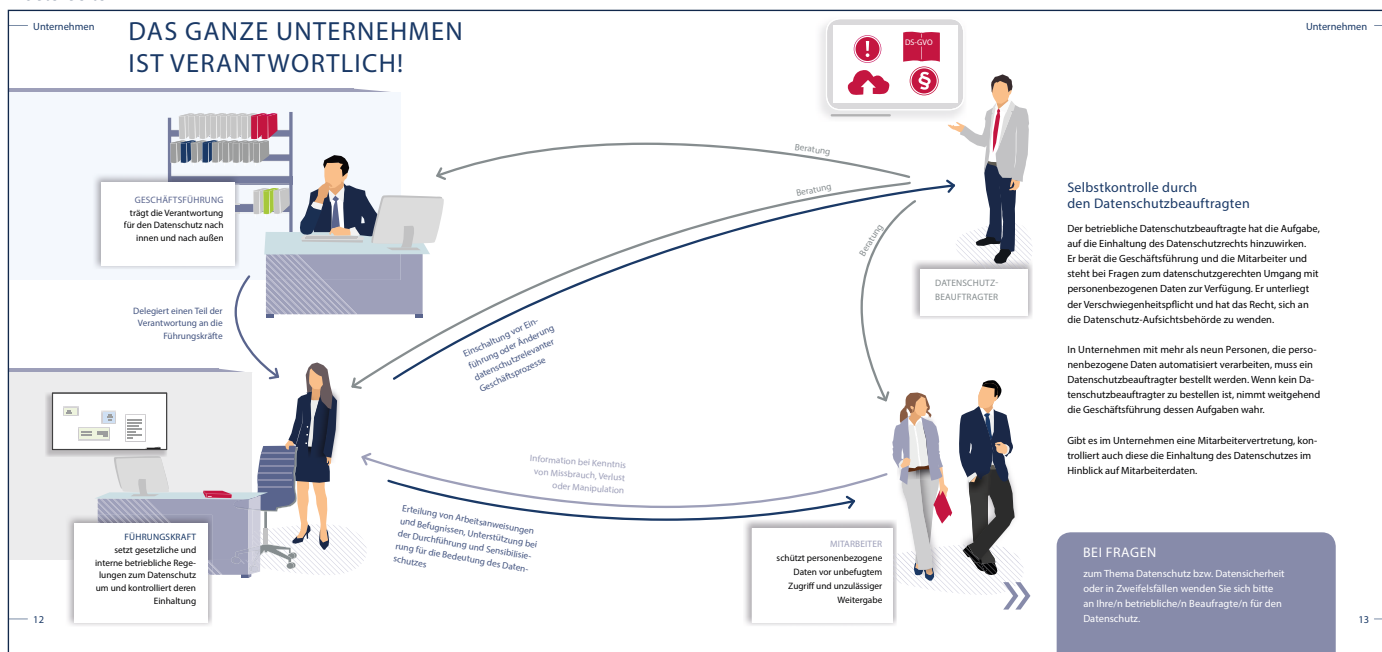 Unternehmen
DAS GANZE UNTERNEHMEN
IST VERANTWORTLICH!
DS-GVO
!
§
Unternehmen
GESCHÄFTSFÜHRUNG
trägt die Verantwortung
für den Datenschutz nach
innen und nach außen
Beratung
Beratung
Beratung
DATENSCHUTZ-
BEAUFTRAGTER
Delegiert einen Teil der
Verantwortung an die
Führungskräfte
Einschaltung vor Ein-
führung oder Änderung
datenschutzrelevanter
Geschäftsprozesse
Information bei Kenntnis
von Missbrauch, Verlust
oder Manipulation
Erteilung von Arbeitsanweisungen
und Befugnissen, Unterstützung bei
der Durchführung und Sensibilisie-
rung für die Bedeutung des Daten-
schutzes
FÜHRUNGSKRAFT
setzt gesetzliche und
interne betriebliche Rege-
lungen zum Datenschutz
um und kontrolliert deren
Einhaltung
MITARBEITER
schützt personenbezogene
Daten vor unbefugtem
Zugriff und unzulässiger
Weitergabe
12
Selbstkontrolle durch
den Datenschutzbeauftragten
Der betriebliche Datenschutzbeauftragte hat die Aufgabe,
auf die Einhaltung des Datenschutzrechts hinzuwirken.
Er berät die Geschäftsführung und die Mitarbeiter und
steht bei Fragen zum datenschutzgerechten Umgang mit
personenbezogenen Daten zur Verfügung. Er unterliegt
der Verschwiegenheitspflicht und hat das Recht, sich an
die Datenschutz-Aufsichtsbehörde zu wenden.
In Unternehmen mit mehr als neun Personen, die perso-
nenbezogene Daten automatisiert verarbeiten, muss ein
Datenschutzbeauftragter bestellt werden. Wenn kein Da-
tenschutzbeauftragter zu bestellen ist, nimmt weitgehend
die Geschäftsführung dessen Aufgaben wahr.
Gibt es im Unternehmen eine Mitarbeitervertretung, kon-
trolliert auch diese die Einhaltung des Datenschutzes im
Hinblick auf Mitarbeiterdaten.
BEI FRAGEN
zum Thema Datenschutz bzw. Datensicherheit
oder in Zweifelsfällen wenden Sie sich bitte
an Ihre/n betriebliche/n Beaufragte/n für den
Datenschutz.
13